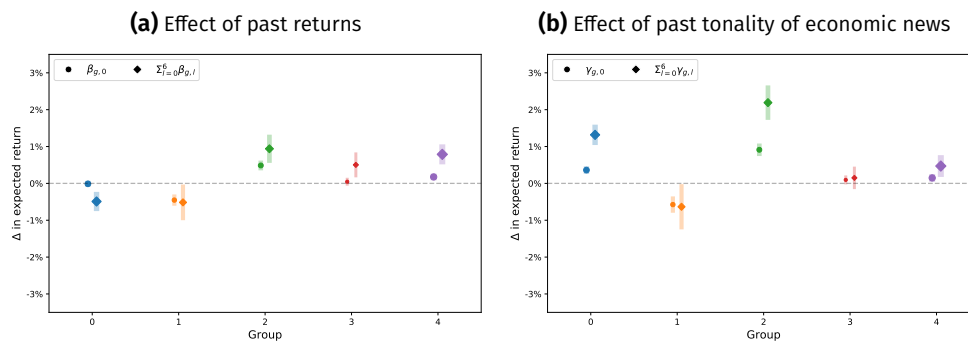 (a) Effect of past returns
β_{g,0} Σ^6_{l=0}β_{g,l}
3%
2%
1%
0%
-1%
-2%
-3%
Δ in expected return
0 1 2 3 4
Group
(b) Effect of past tonality of economic news
γ_{g,0} Σ^6_{l=0}γ_{g,l}
3%
2%
1%
0%
-1%
-2%
-3%
Δ in expected return
0 1 2 3 4
Group